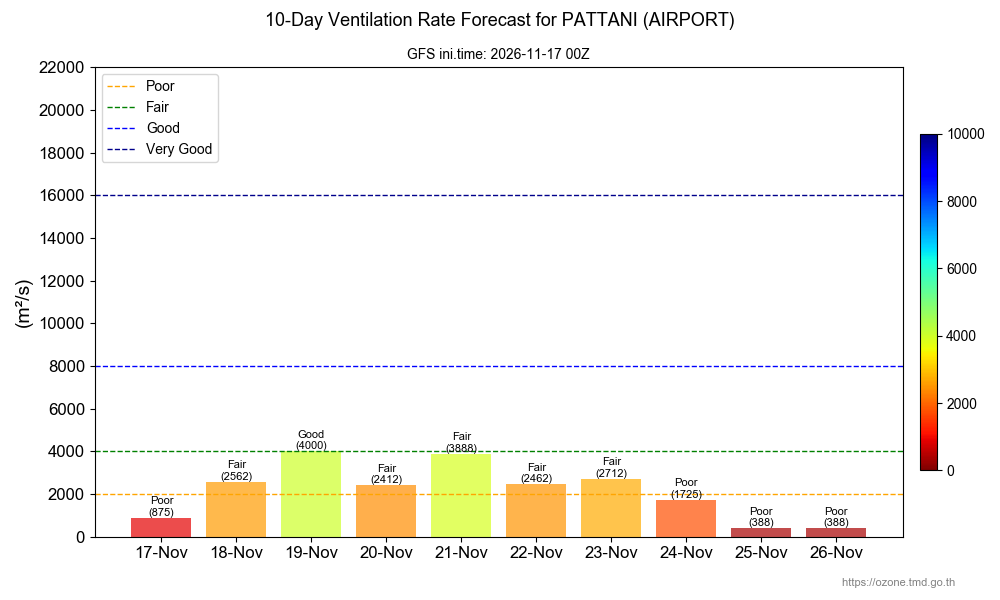 10-Day Ventilation Rate Forecast for PATTANI (AIRPORT)
GFS ini.time: 2026-11-17 00Z
(m²/s)
22000
20000
18000
16000
14000
12000
10000
8000
6000
4000
2000
0
Poor
Fair
Good
Very Good
Poor
(875)
Fair
(2562)
Good
(4000)
Fair
(2412)
Fair
(3888)
Fair
(2462)
Fair
(2712)
Poor
(1725)
Poor
(388)
Poor
(388)
17-Nov 18-Nov 19-Nov 20-Nov 21-Nov 22-Nov 23-Nov 24-Nov 25-Nov 26-Nov
10000
8000
6000
4000
2000
0
https://ozone.tmd.go.th